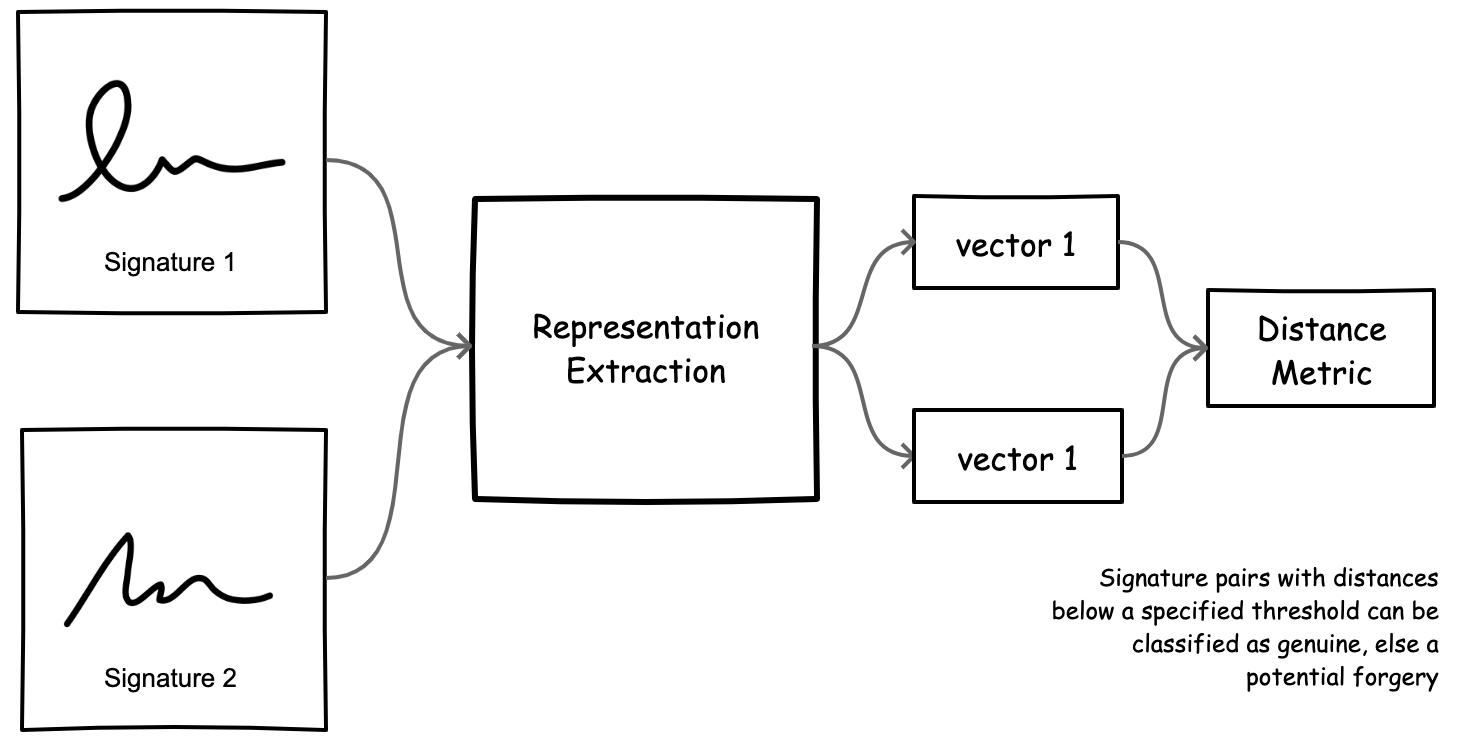 Signature 1
Representation
Extraction
vector 1
vector 1
Distance
Metric
Signature 2
Signature pairs with distances
below a specified threshold can be
classified as genuine, else a
potential forgery